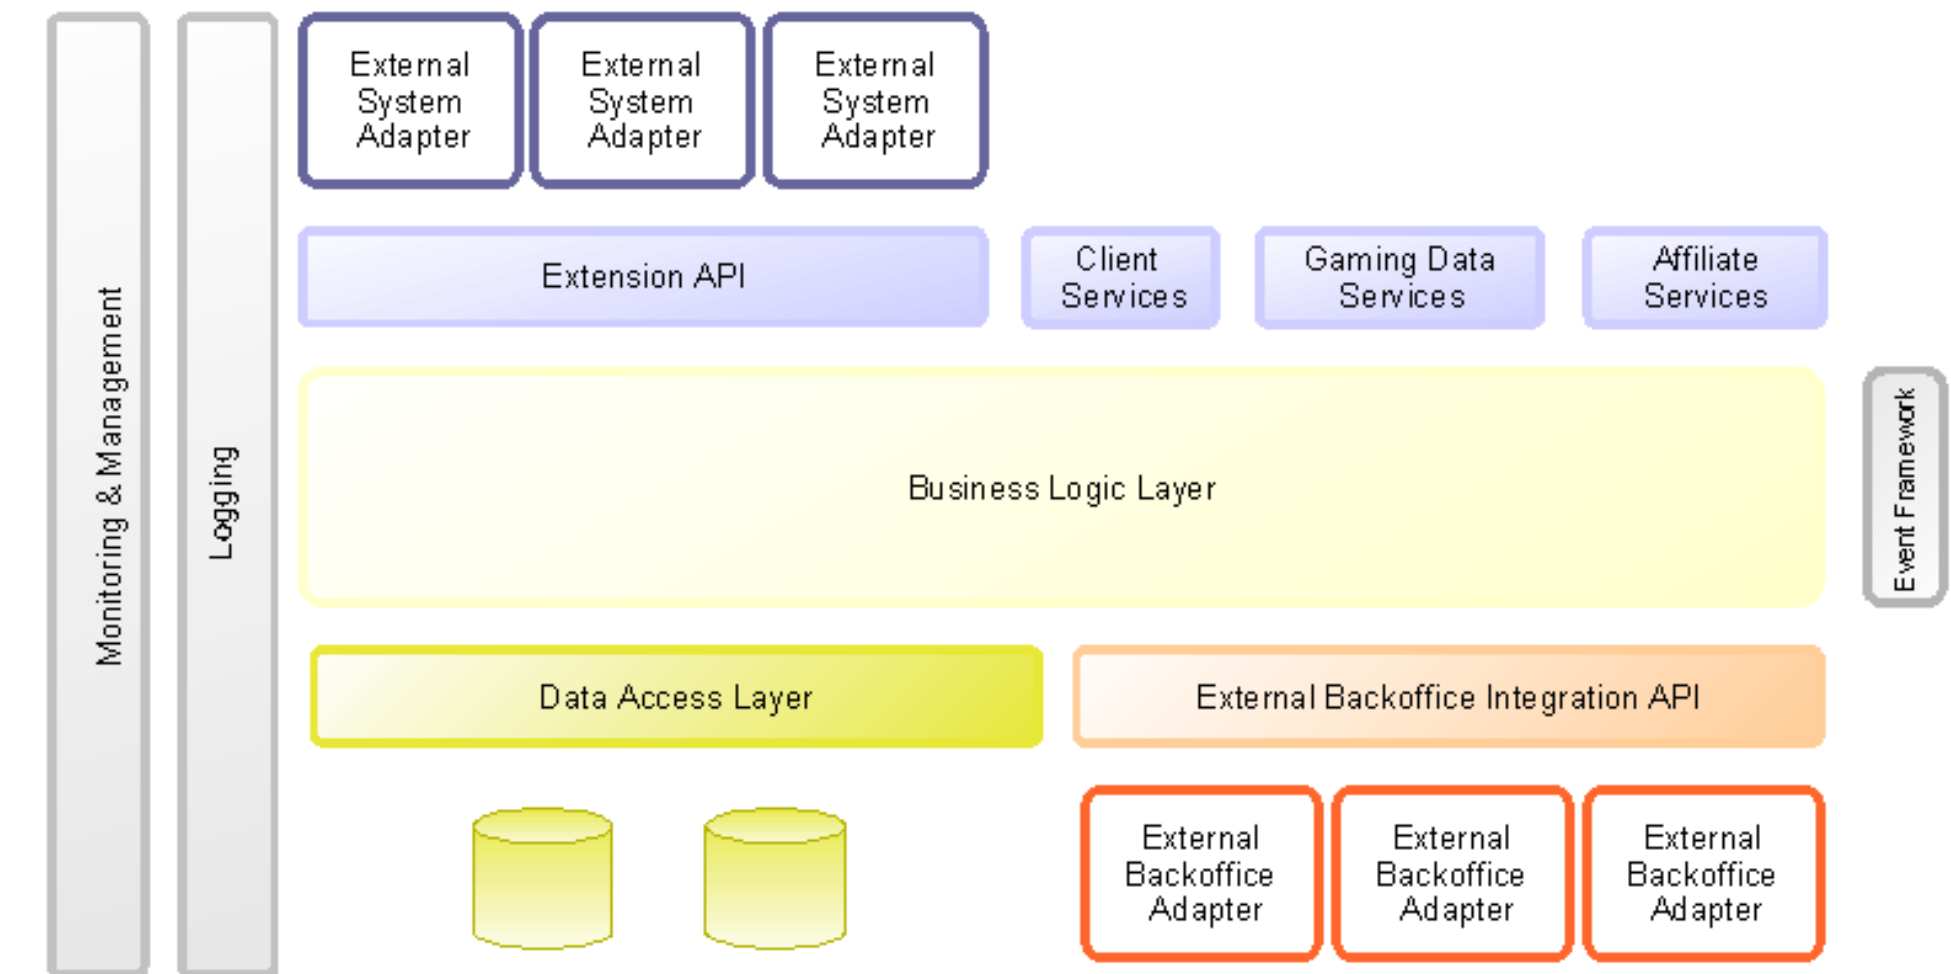 Monitoring & Management
Logging
External
System
Adapter
External
System
Adapter
External
System
Adapter
Extension API
Client
Services
Gaming Data
Services
Affiliate
Services
Business Logic Layer
Event Framework
Data Access Layer
External Backoffice Integration API
External
Backoffice
Adapter
External
Backoffice
Adapter
External
Backoffice
Adapter